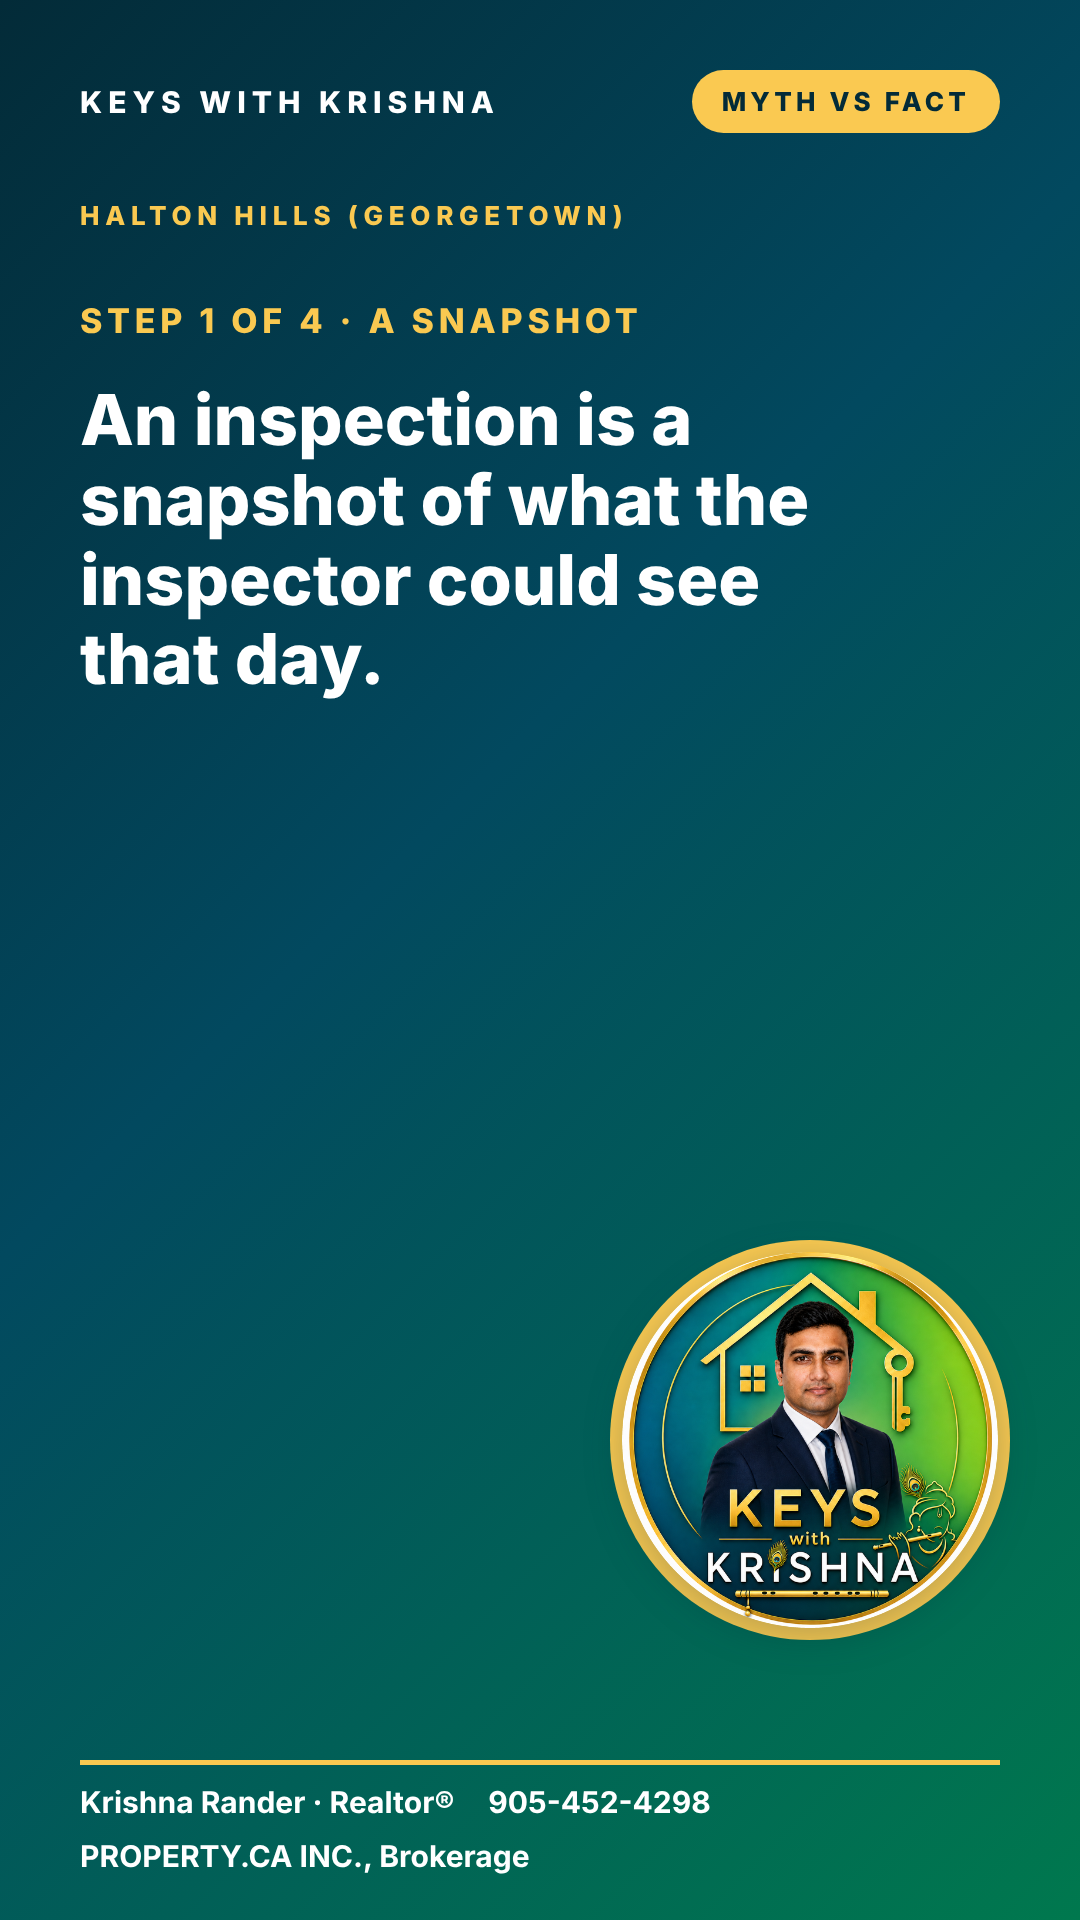 KEYS WITH KRISHNA
MYTH VS FACT
HALTON HILLS (GEORGETOWN)
STEP 1 OF 4 · A SNAPSHOT
An inspection is a
snapshot of what the
inspector could see
that day.
KEYS
with
KRISHNA
Krishna Rander · Realtor® 905-452-4298
PROPERTY.CA INC., Brokerage